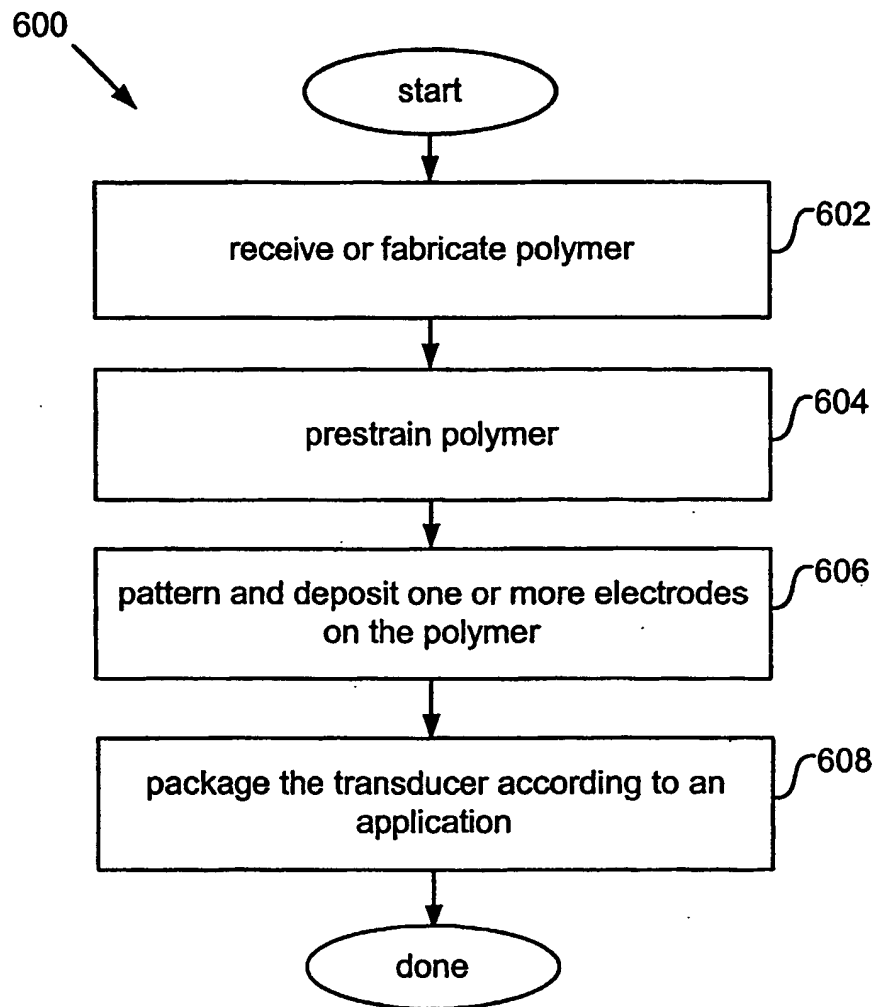 600
start
receive or fabricate polymer
602
prestrain polymer
604
pattern and deposit one or more electrodes
on the polymer
606
package the transducer according to an
application
608
done